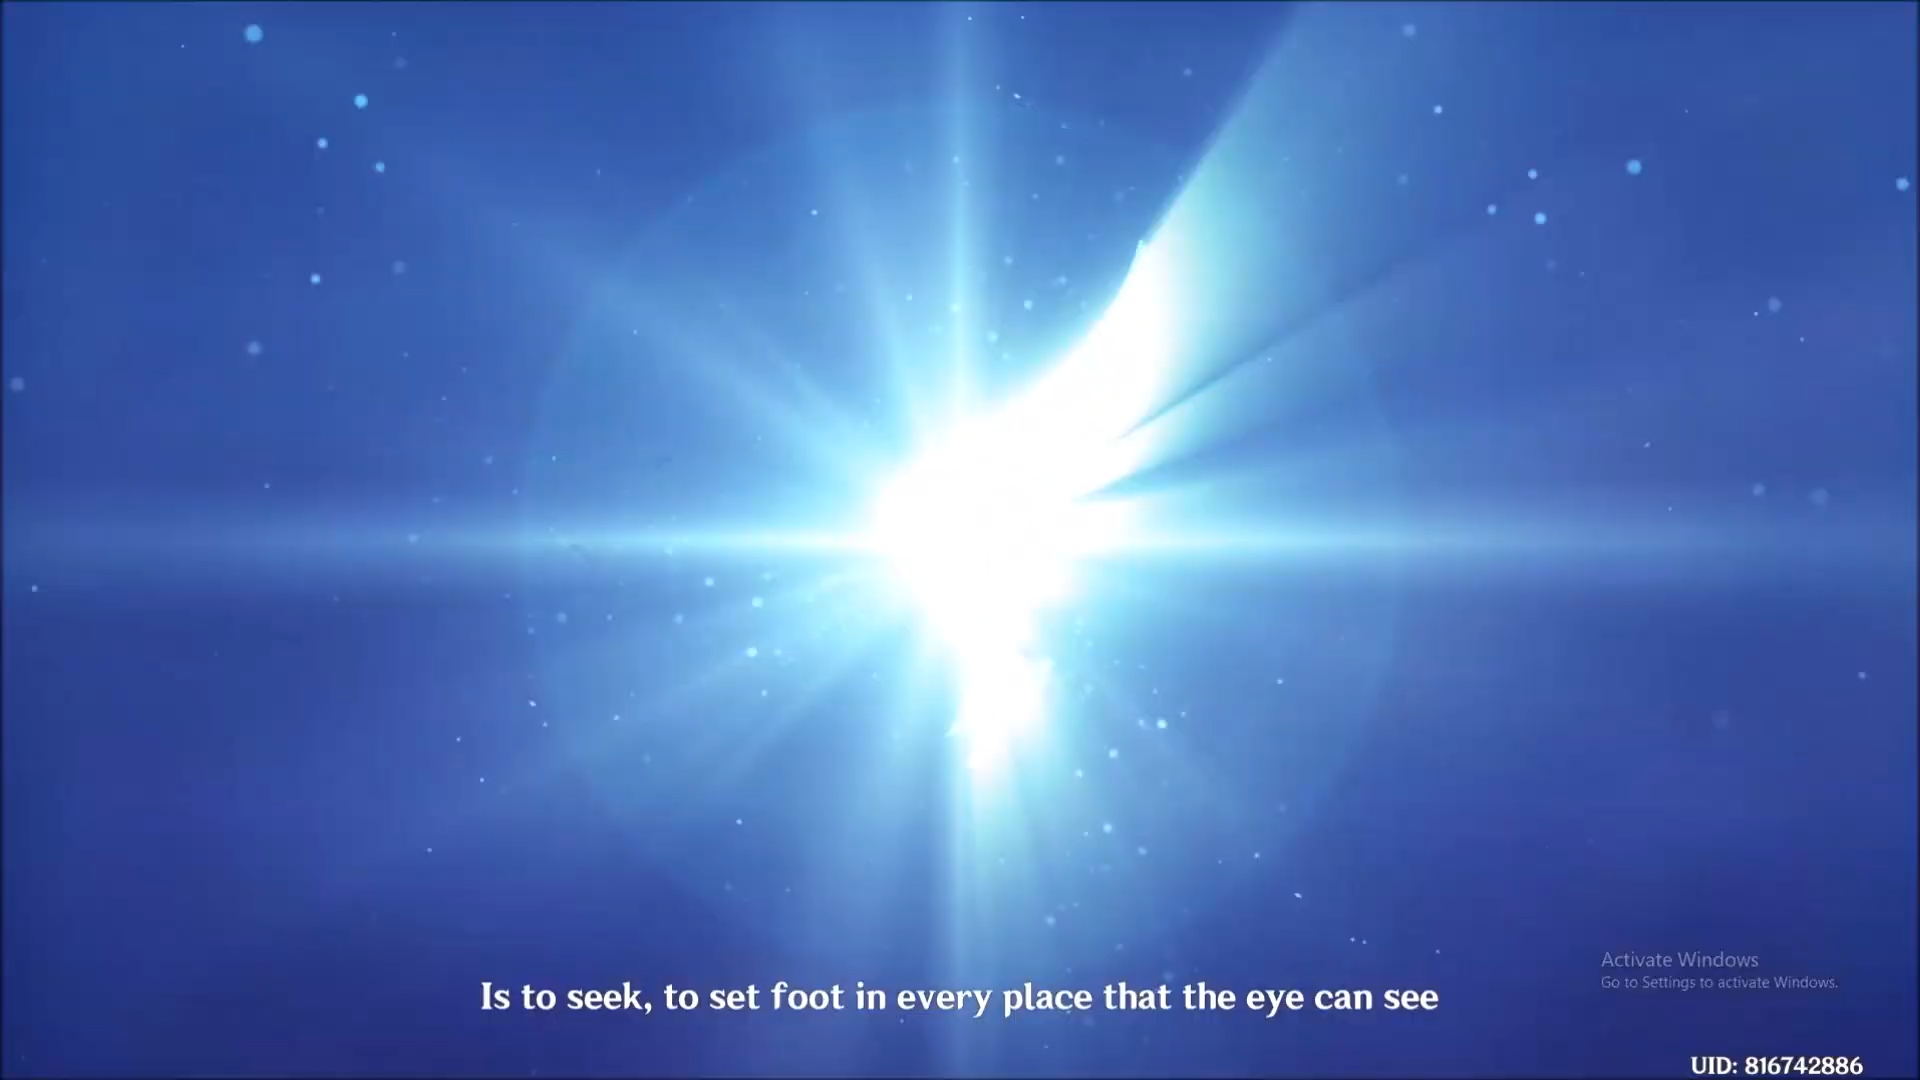 Is to seek, to set foot in every place that the eye can see
Activate Windows
Go to Settings to activate Windows.
UID: 816742886